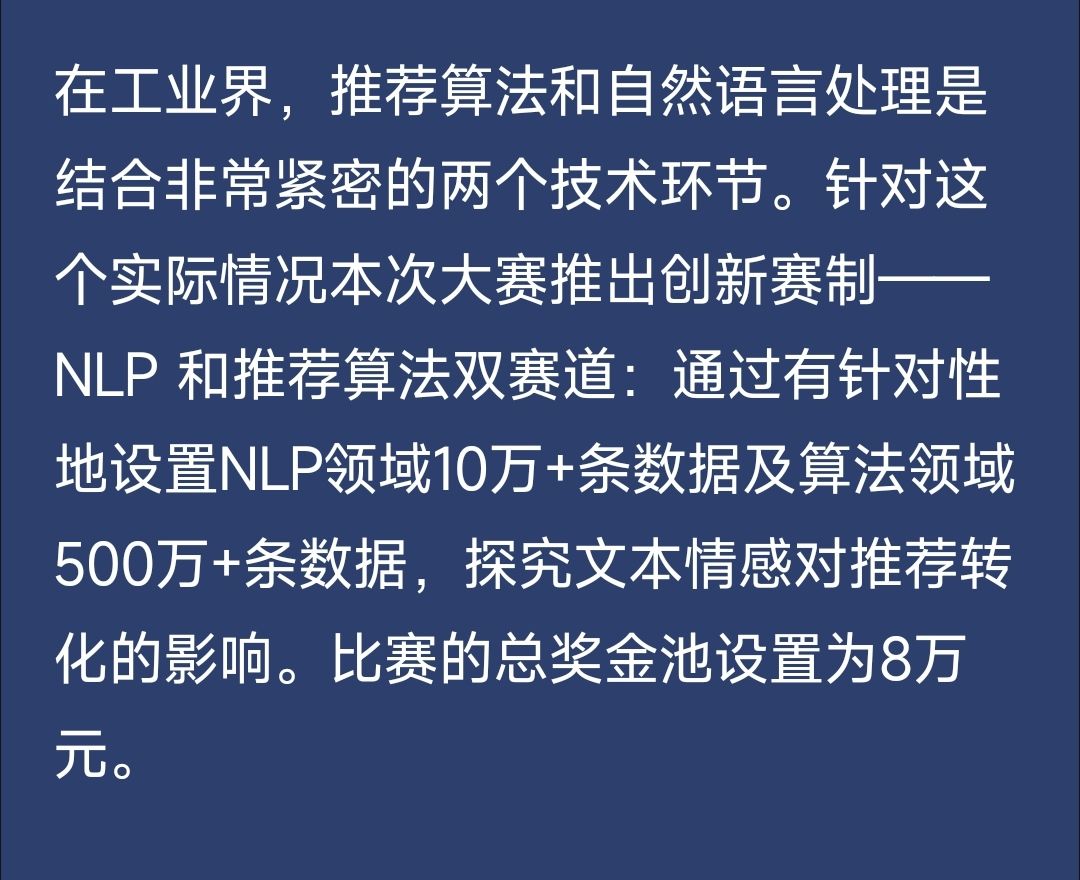 在工业界，推荐算法和自然语言处理是
结合非常紧密的两个技术环节。针对这
个实际情况本次大赛推出创新赛制——
NLP 和推荐算法双赛道：通过有针对性
地设置NLP领域10万+条数据及算法领域
500万+条数据，探究文本情感对推荐转
化的影响。比赛的总奖金池设置为8万
元。